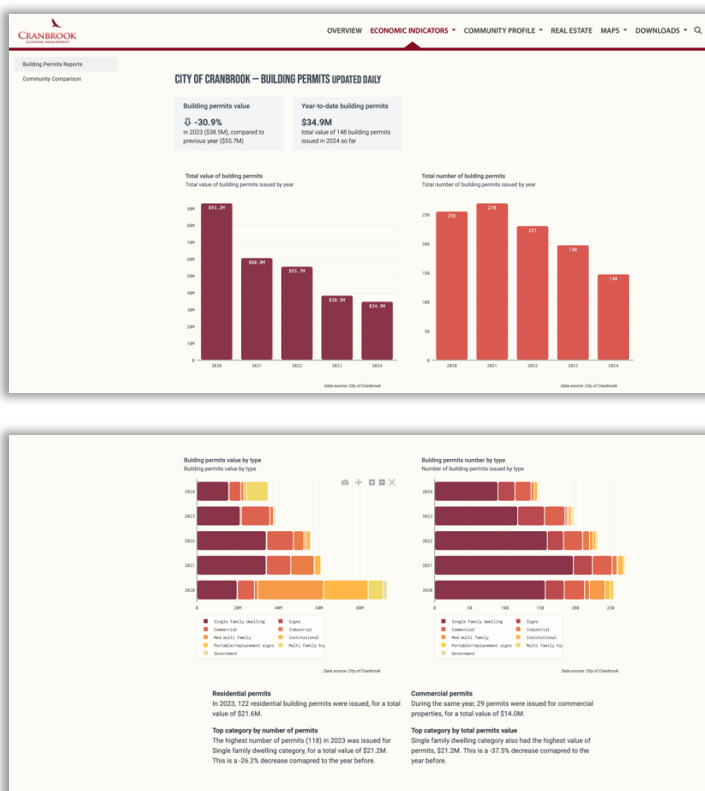 CRANBROOK
ECONOMIC DEVELOPMENT
OVERVIEW ECONOMIC INDICATORS COMMUNITY PROFILE REAL ESTATE MAPS DOWNLOADS
Building Permits Reports
Community Comparison
CITY OF CRANBROOK — BUILDING PERMITS UPDATED DAILY
Building permits value
-30.9%
in 2023 ($38.5M), compared to
previous year ($55.7M)
Year-to-date building permits
$34.9M
total value of 148 building permits
issued in 2024 so far
Total value of building permits
Total value of building permits issued by year
90M
80M
70M
60M
50M
40M
30M
20M
10M
0
$60.8M
$55.7M
$38.5M
$34.9M
2020 2021 2022 2023 2024
Data source: City of Cranbrook
Total number of building permits
Total number of building permits issued by year
250
200
150
100
50
0
256
270
231
198
148
2020 2021 2022 2023 2024
Data source: City of Cranbrook
Building permits value by type
Building permits value by type
2024
2023
2022
2021
2020
0 20M 40M 60M 80M
Single family dwelling Signs
Commercial Industrial
Med multi family Institutional
Portable/replacement signs Multi family hi
Government
Data source: City of Cranbrook
Building permits number by type
Number of building permits issued by type
2024
2023
2022
2021
2020
0 50 100 150 200 250
Single family dwelling Signs
Commercial Industrial
Med multi family Institutional
Portable/replacement signs Multi family hi
Government
Data source: City of Cranbrook
Residential permits
In 2023, 122 residential building permits were issued, for a total
value of $21.6M.
Commercial permits
During the same year, 29 permits were issued for commercial
properties, for a total value of $14.0M.
Top category by number of permits
The highest number of permits (118) in 2023 was issued for
Single family dwelling category, for a total value of $21.2M.
This is a -26.2% decrease comapred to the year before.
Top category by total permits value
Single family dwelling category also had the highest value of
permits, $21.2M. This is a -37.5% decrease comapred to the
year before.